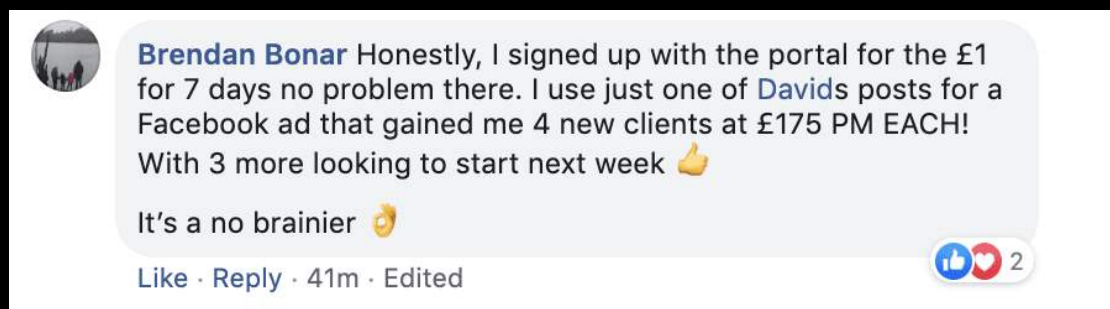 Brendan Bonar Honestly, I signed up with the portal for the £1
for 7 days no problem there. I use just one of Davids posts for a
Facebook ad that gained me 4 new clients at £175 PM EACH!
With 3 more looking to start next week 👍
It's a no brainier 👌
Like · Reply · 41m · Edited
2